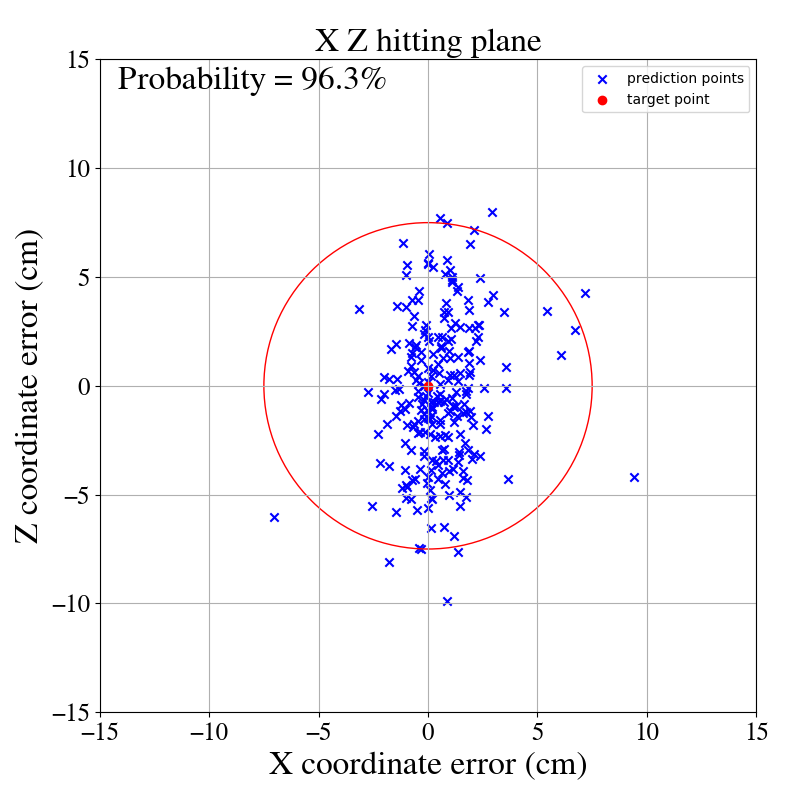 X Z hitting plane
Probability = 96.3%
prediction points
target point
15
10
5
0
−5
−10
−15
Z coordinate error (cm)
−15 −10 −5 0 5 10 15
X coordinate error (cm)